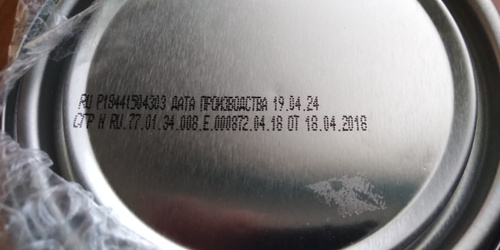 RU P19441504303 ДАТА ПРОИЗВОДСТВА 19.04.24
СГР N RU.77.01.34.008.E.000872.04.18 ОТ 18.04.2018